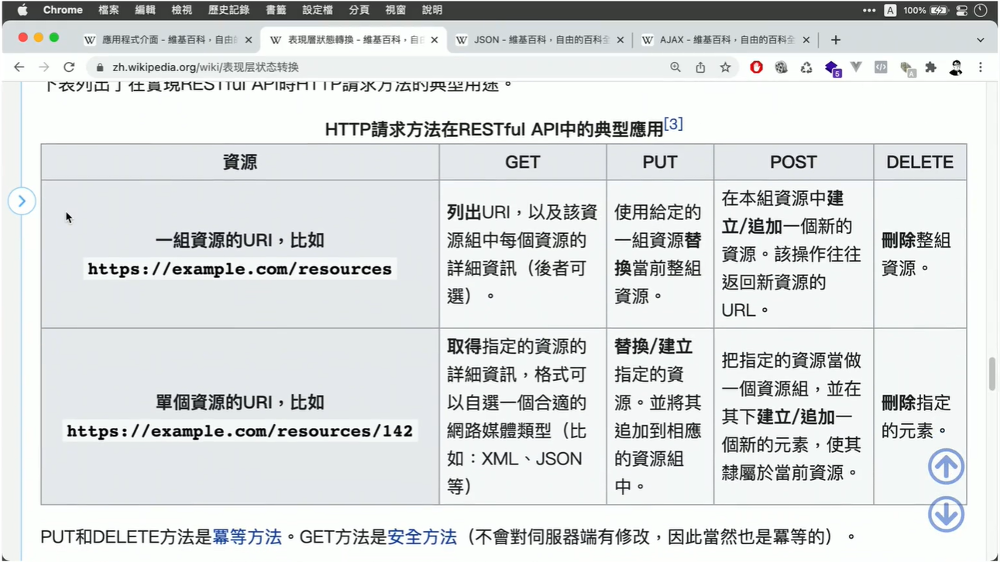 Chrome 檔案 編輯 檢視 歷史記錄 書籤 設定檔 分頁 視窗 說明 A 100%
應用程式介面 - 維基百科，自由 表現層狀態轉換 - 維基百科，自 JSON - 維基百科，自由的百科全 AJAX - 維基百科，自由的百科全
zh.wikipedia.org/wiki/表現层状态转换
下表列出了在實現RESTful API時HTTP請求方法的典型用途。
HTTP請求方法在RESTful API中的典型應用[3]
資源 GET PUT POST DELETE
一組資源的URI，比如
https://example.com/resources
列出URI，以及該資
源組中每個資源的
詳細資訊（後者可
選）。
使用給定的
一組資源替
換當前整組
資源。
在本組資源中建
立/追加一個新的
資源。該操作往往
返回新資源的
URL。
刪除整組
資源。
單個資源的URI，比如
https://example.com/resources/142
取得指定的資源的
詳細資訊，格式可
以自選一個合適的
網路媒體類型（比
如：XML、JSON
等）
替換/建立
指定的資
源。並將其
追加到相應
的資源組
中。
把指定的資源當做
一個資源組，並在
其下建立/追加一
個新的元素，使其
隸屬於當前資源。
刪除指定
的元素。
PUT和DELETE方法是冪等方法。GET方法是安全方法（不會對伺服器端有修改，因此當然也是冪等的）。